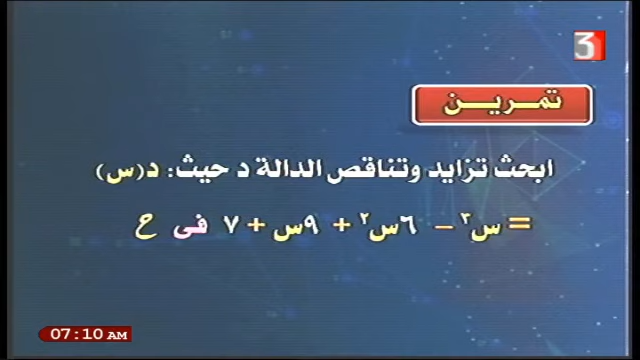 3
تمرين
ابحث تزايد وتناقص الدالة د حيث: د(س)
= س٣ – ٦س٢ + ٩س + ٧ فى ح
07:10 AM